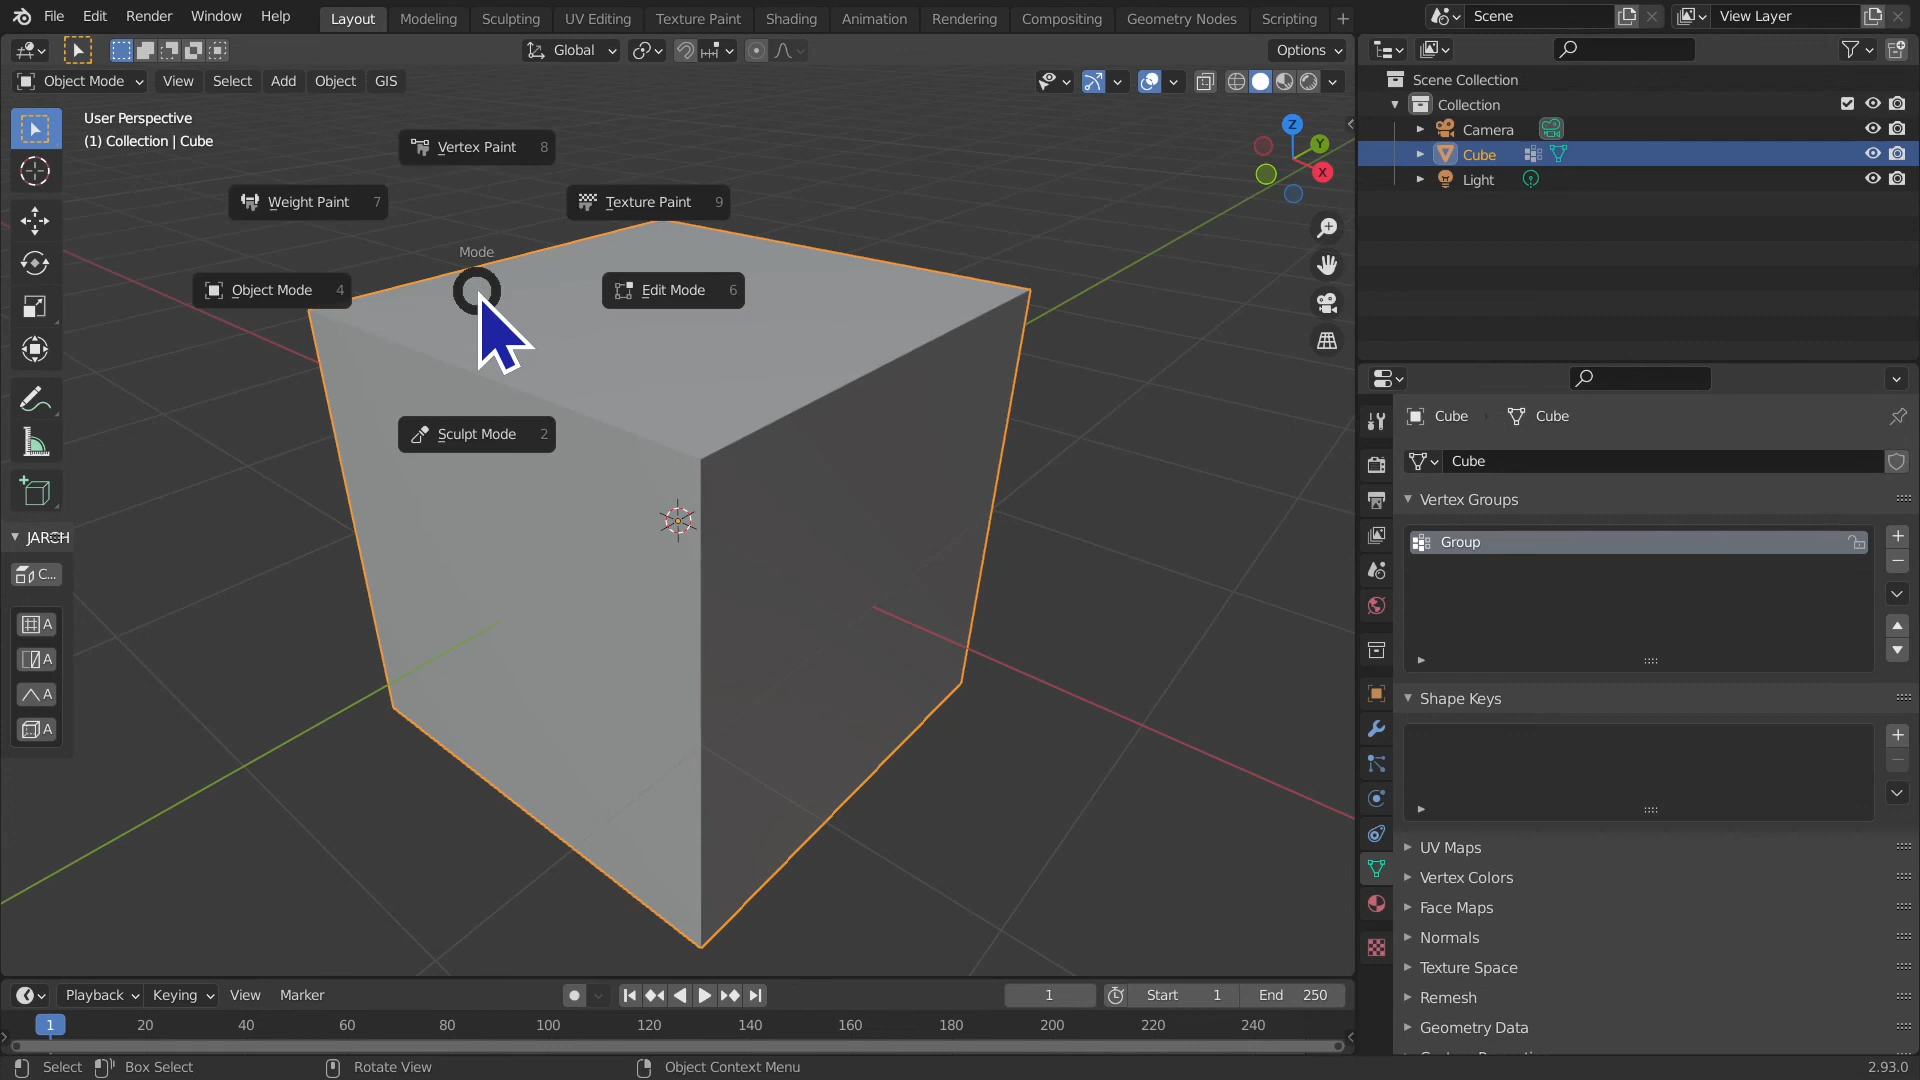 File Edit Render Window Help Layout Modeling Sculpting UV Editing Texture Paint Shading Animation Rendering Compositing Geometry Nodes Scripting + Scene View Layer
Global Options
Object Mode View Select Add Object GIS
Scene Collection
Collection
Camera
Cube
Light
User Perspective
(1) Collection | Cube
Z
Y
X
Vertex Paint 8
Weight Paint 7
Texture Paint 9
Mode
Object Mode 4
Edit Mode 6
Sculpt Mode 2
C...
A
A
A
A
Cube Cube
Cube
Vertex Groups
Group
Shape Keys
UV Maps
Vertex Colors
Face Maps
Normals
Texture Space
Remesh
Geometry Data
Playback Keying View Marker 1 Start 1 End 250
1 20 40 60 80 100 120 140 160 180 200 220 240
Select Box Select Rotate View Object Context Menu 2.93.0